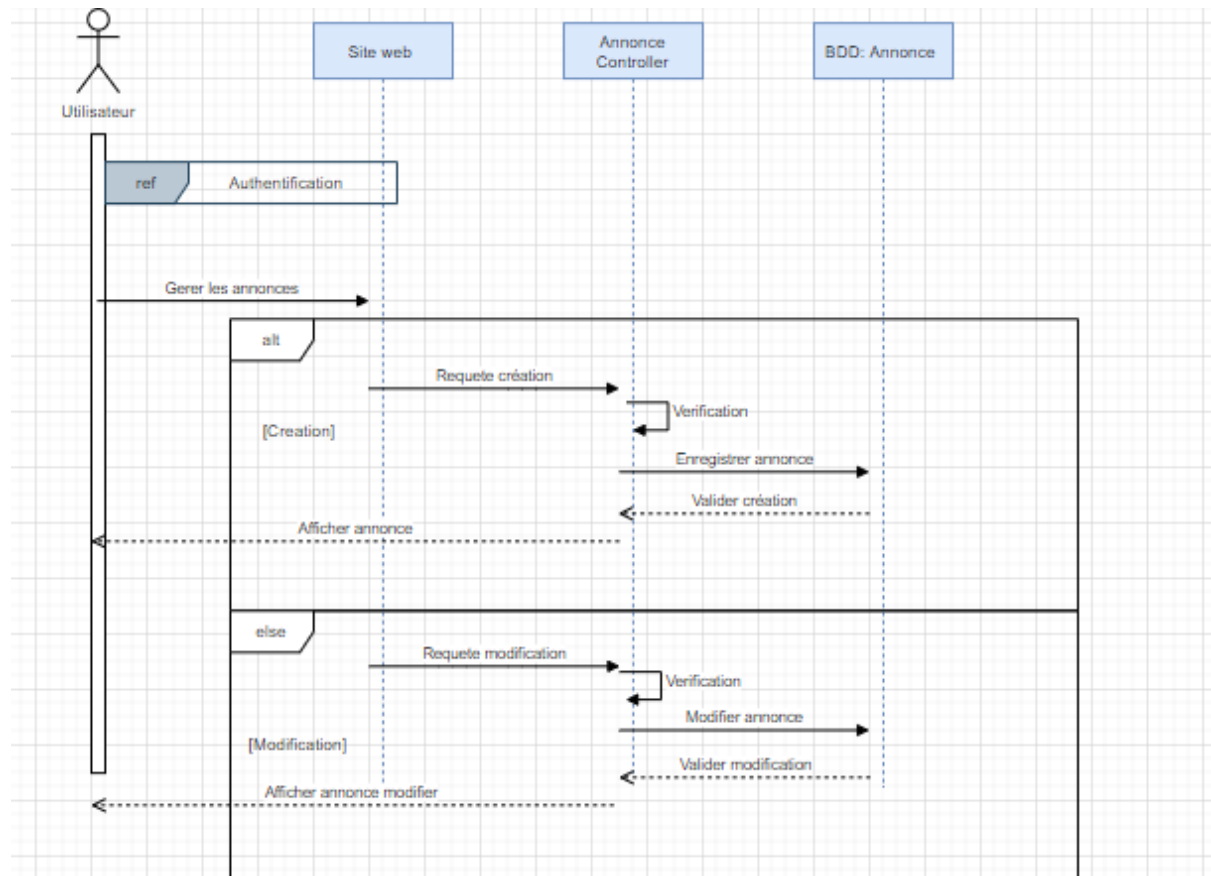 Site web
Annonce
Controller
BDD: Annonce
Utilisateur
ref
Authentification
Gerer les annonces
alt
Requete création
Verification
[Creation]
Enregistrer annonce
Valider création
Afficher annonce
else
Requete modification
Verification
Modifier annonce
[Modification]
Valider modification
Afficher annonce modifier